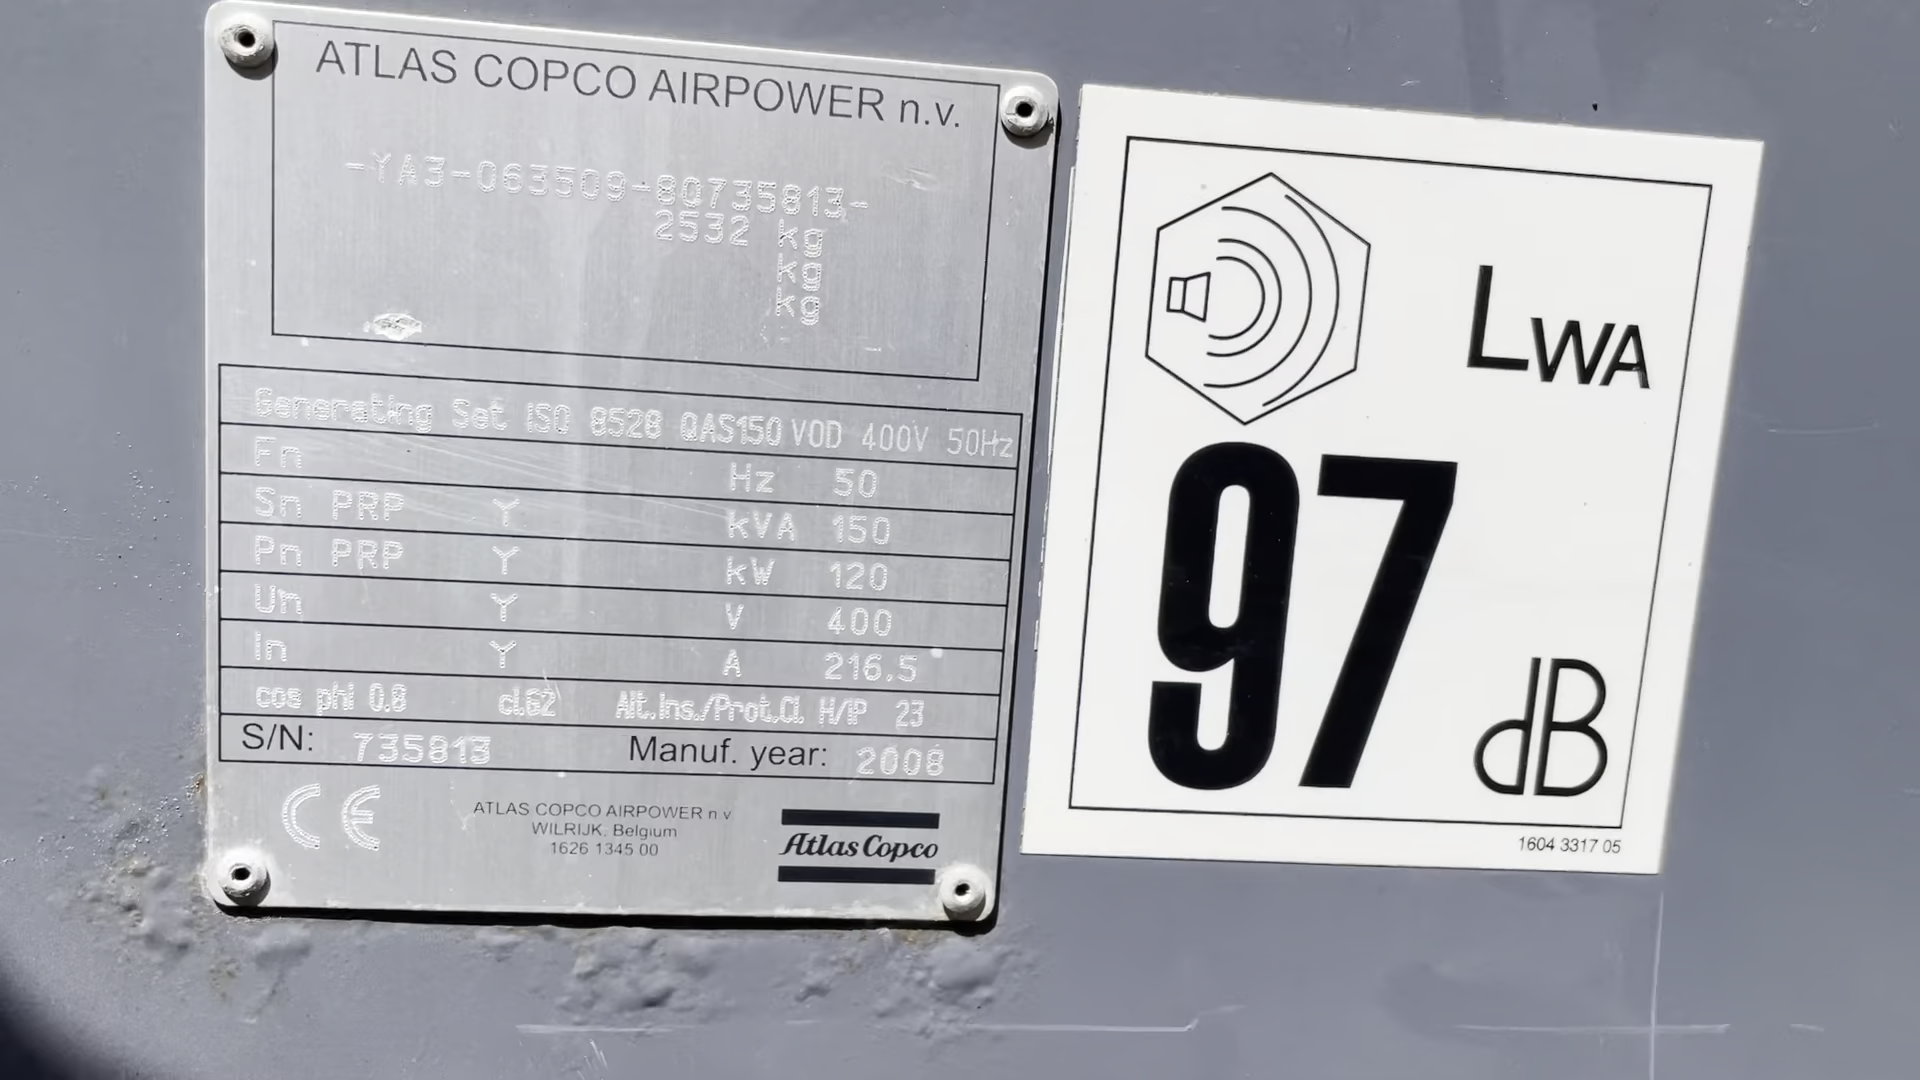 ATLAS COPCO AIRPOWER n.v.
-YA3-063509-80735813-
2532 kg
kg
kg
Generating Set ISO 8528 QAS150 VOD 400V 50Hz
Fn Hz 50
Sn PRP Y kVA 150
Pn PRP Y kW 120
Un Y V 400
In Y A 216.5
cos phi 0.8 cl.G2 Alt.Ins./Prot.Cl. H/IP 23
S/N: 735813 Manuf. year: 2008
CE
ATLAS COPCO AIRPOWER n v
WILRIJK, Belgium
1626 1345 00
Atlas Copco
LWA
97
dB
1604 3317 05